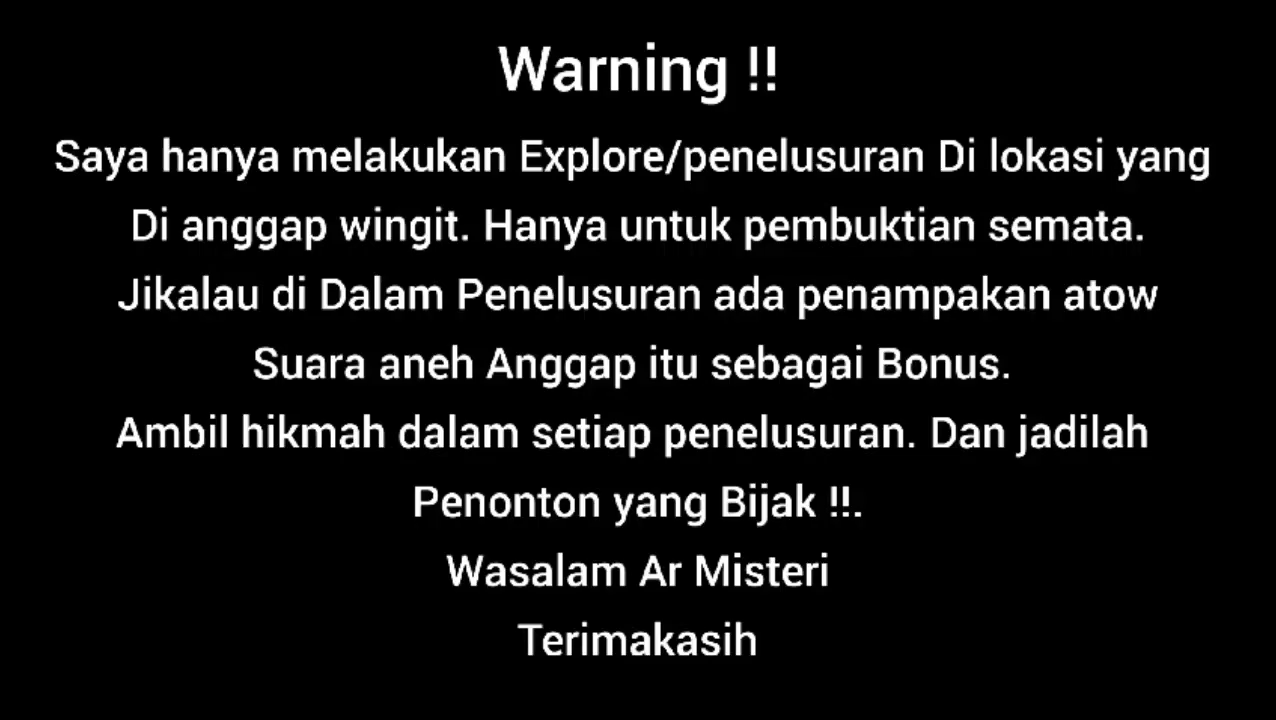 Warning !!
Saya hanya melakukan Explore/penelusuran Di lokasi yang
Di anggap wingit. Hanya untuk pembuktian semata.
Jikalau di Dalam Penelusuran ada penampakan atow
Suara aneh Anggap itu sebagai Bonus.
Ambil hikmah dalam setiap penelusuran. Dan jadilah
Penonton yang Bijak !!.
Wasalam Ar Misteri
Terimakasih